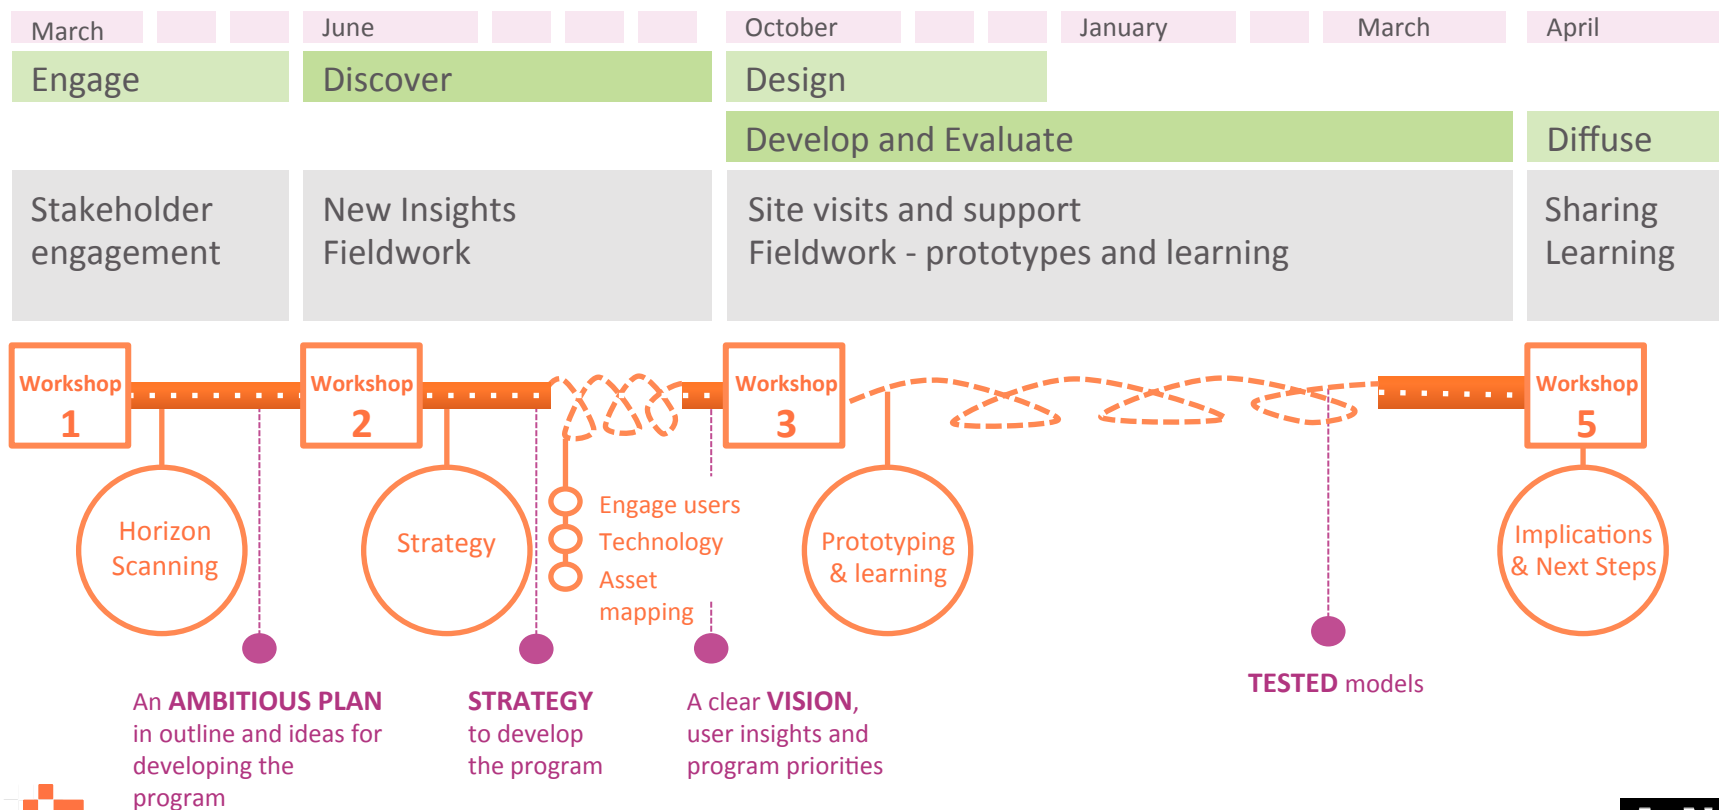 March
June
October
January
March
April
Engage
Discover
Design
Develop and Evaluate
Diffuse
Stakeholder
engagement
New Insights
Fieldwork
Site visits and support
Fieldwork - prototypes and learning
Sharing
Learning
Workshop
1
Workshop
2
Workshop
3
Workshop
5
Horizon
Scanning
Strategy
Engage users
Technology
Asset
mapping
Prototyping
& learning
Implications
& Next Steps
An AMBITIOUS PLAN
in outline and ideas for
developing the
program
STRATEGY
to develop
the program
A clear VISION,
user insights and
program priorities
TESTED models